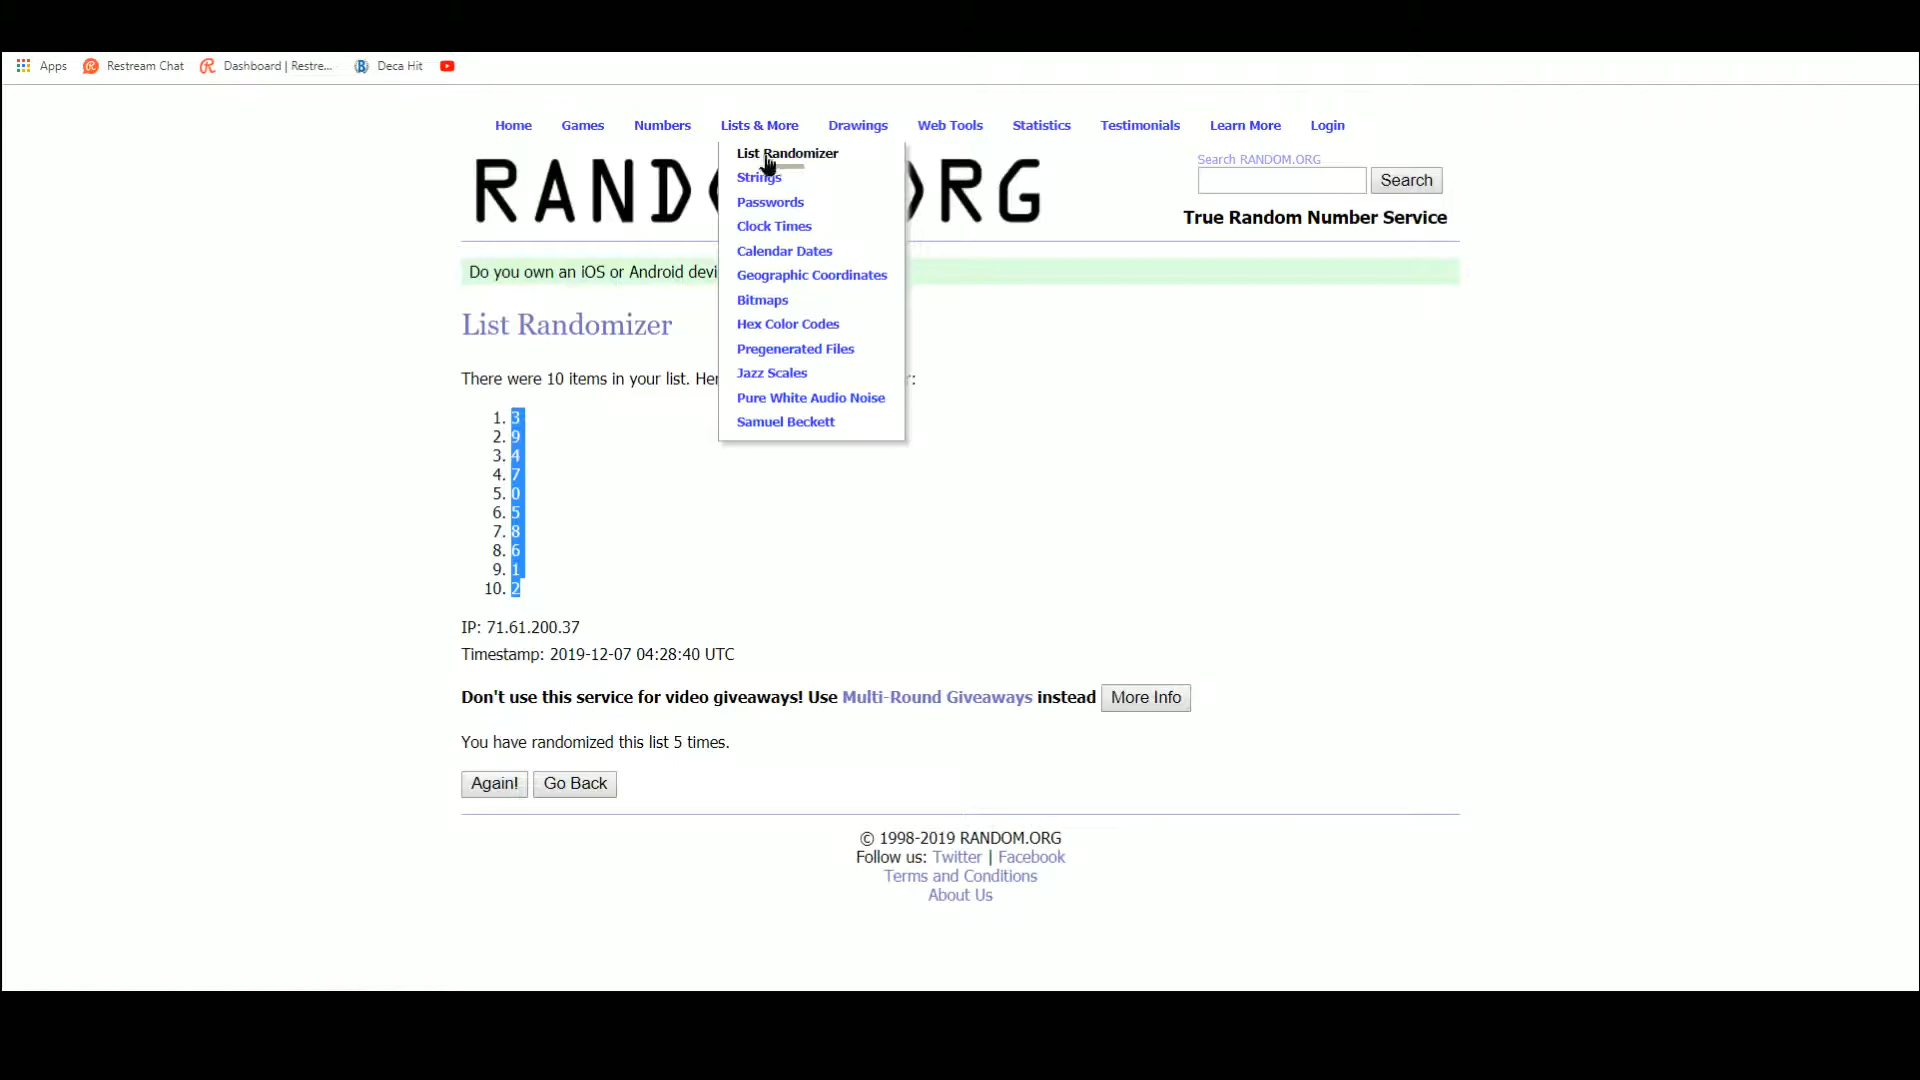 Apps Restream Chat Dashboard | Restre... Deca Hit
Home Games Numbers Lists & More Drawings Web Tools Statistics Testimonials Learn More Login
List Randomizer
Strings
Passwords
Clock Times
Calendar Dates
Geographic Coordinates
Bitmaps
Hex Color Codes
Pregenerated Files
Jazz Scales
Pure White Audio Noise
Samuel Beckett
RAND RG
Search RANDOM.ORG
Search
True Random Number Service
Do you own an iOS or Android devi
List Randomizer
There were 10 items in your list. Her :
1. 3
2. 9
3. 4
4. 7
5. 0
6. 5
7. 8
8. 6
9. 1
10. 2
IP: 71.61.200.37
Timestamp: 2019-12-07 04:28:40 UTC
Don't use this service for video giveaways! Use Multi-Round Giveaways instead More Info
You have randomized this list 5 times.
Again! Go Back
© 1998-2019 RANDOM.ORG
Follow us: Twitter | Facebook
Terms and Conditions
About Us